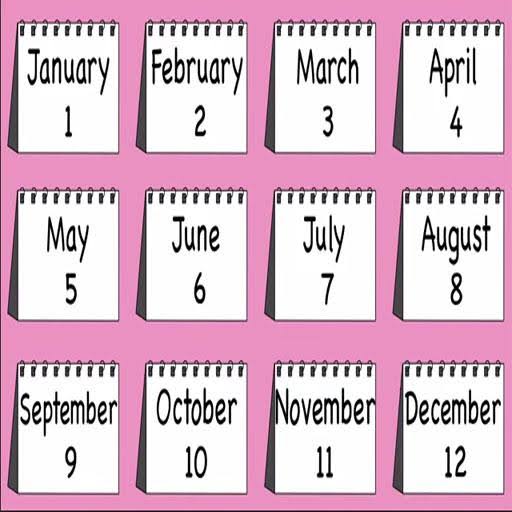 January
1
February
2
March
3
April
4
May
5
June
6
July
7
August
8
September
9
October
10
November
11
December
12